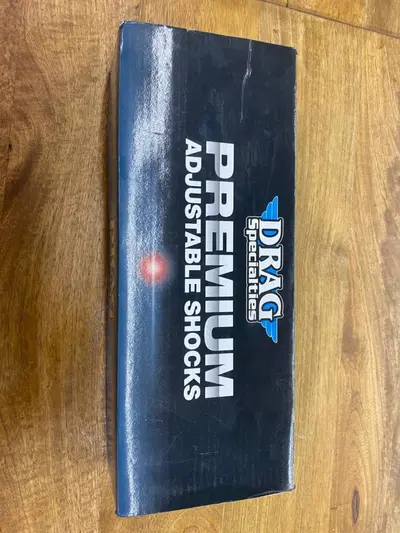 DRAG
Specialties
PREMIUM
ADJUSTABLE SHOCKS